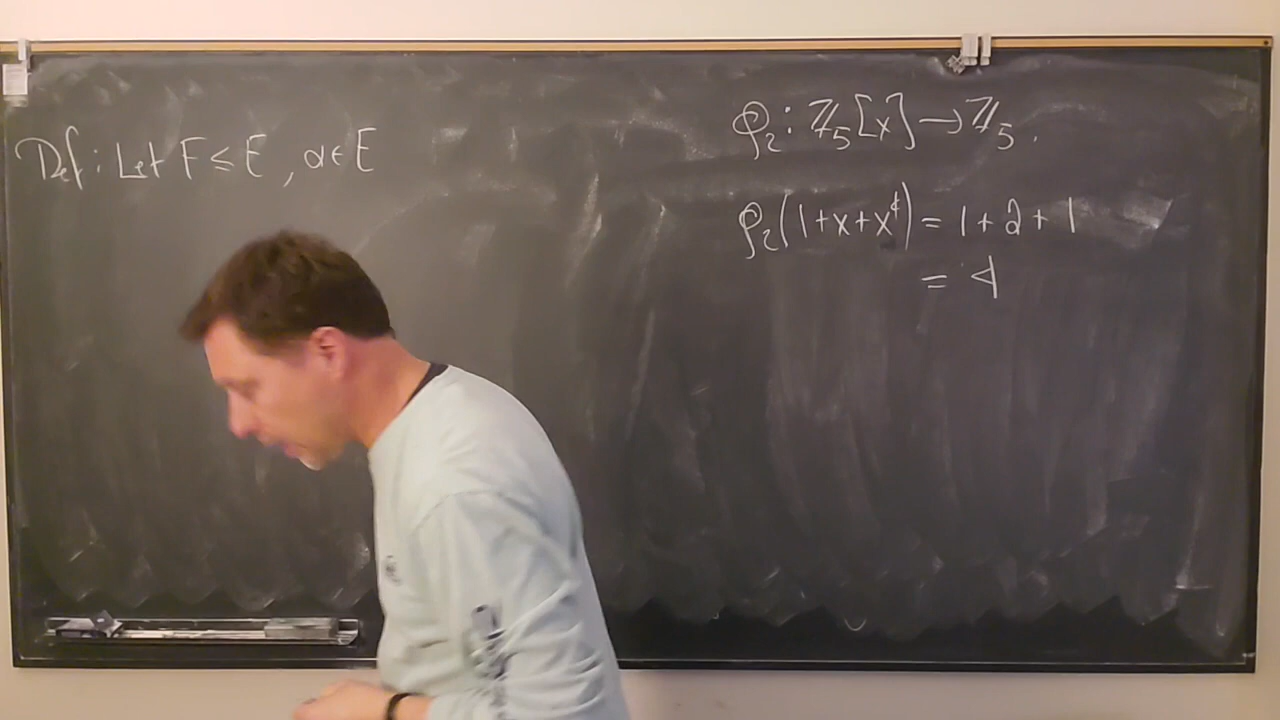 Def: Let F ≤ E, α ∈ E
φ₂: ℤ₅[x] → ℤ₅.
φ₂(1+x+x⁴) = 1+2+1
= 4